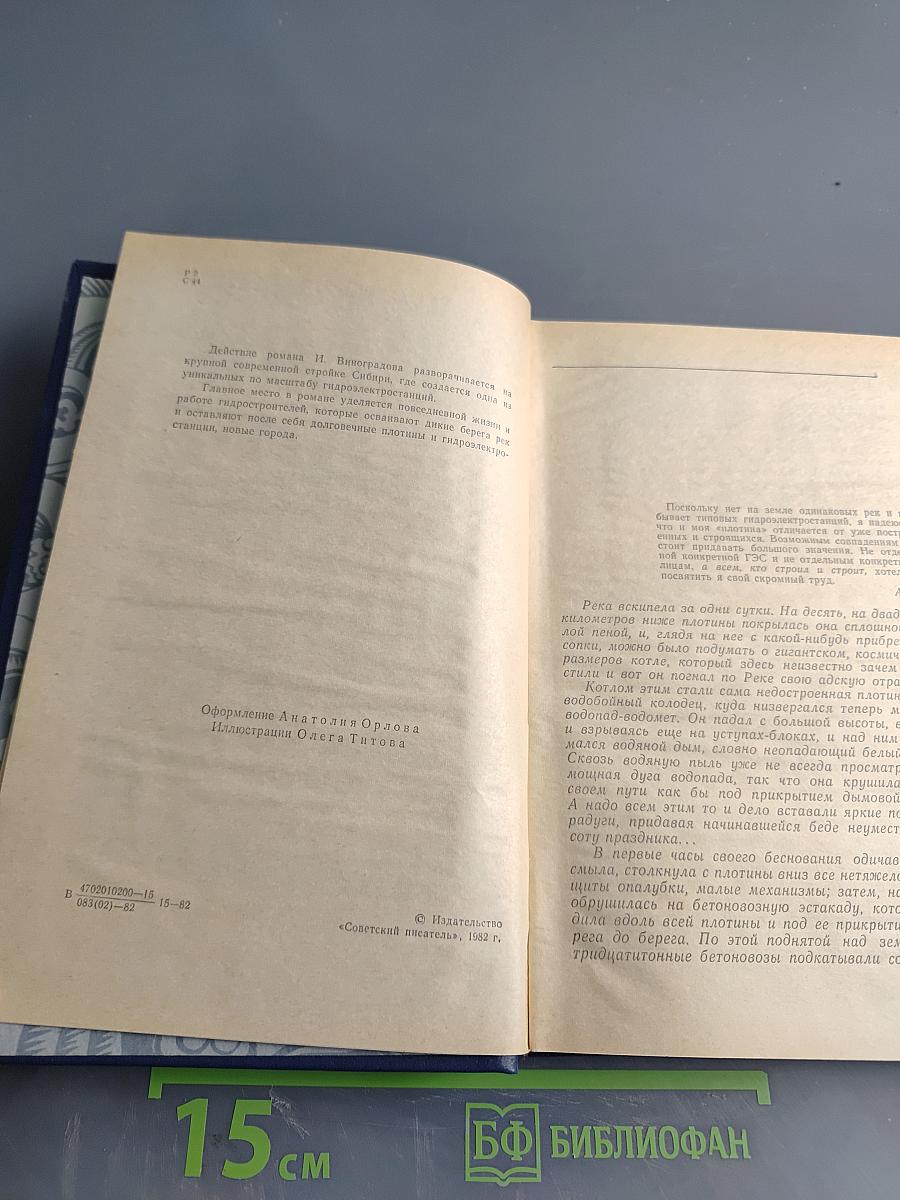 Р 2
С 44
Действие романа И. Виноградова разворачивается на
крупной современной стройке Сибири, где создается одна из
уникальных по масштабу гидроэлектростанций.
Главное место в романе уделяется повседневной жизни и
работе гидростроителей, которые осваивают дикие берега рек
и оставляют после себя долговечные плотины и гидроэлектро-
станции, новые города.
Оформление Анатолия Орлова
Иллюстрации Олега Титова
В 4702010200—15
083(02)—82 15—82
© Издательство
«Советский писатель», 1982 г.
Поскольку нет на земле одинаковых рек и н
бывает типовых гидроэлектростанций, я надею
что и моя «плотина» отличается от уже постр
енных и строящихся. Возможным совпадениям
стоит придавать большого значения. Не отде
ной конкретной ГЭС и не отдельным конкрет
лицам, а всем, кто строил и строит, хотел
посвятить я свой скромный труд.
А
Река вскипела за одни сутки. На десять, на двад
километров ниже плотины покрылась она сплошной
лой пеной, и, глядя на нее с какой-нибудь прибре
сопки, можно было подумать о гигантском, космич
размеров котле, который здесь неизвестно зачем
стили и вот он погнал по Реке свою адскую отра
Котлом этим стали сама недостроенная плотин
водобойный колодец, куда низвергался теперь м
водопад-водомет. Он падал с большой высоты, в
и взрываясь еще на уступах-блоках, и над ним
мался водяной дым, словно неопадающий белый
Сквозь водяную пыль уже не всегда просматр
мощная дуга водопада, так что она крушила
своем пути как бы под прикрытием дымовой
А надо всем этим то и дело вставали яркие по
радуги, придавая начинавшейся беде неумест
соту праздника...
В первые часы своего беснования одичав
смыла, столкнула с плотины вниз все нетяжело
щиты опалубки, малые механизмы; затем, на
обрушилась на бетоновозную эстакаду, кото
дила вдоль всей плотины и под ее прикрыти
рега до берега. По этой поднятой над зем
тридцатитонные бетоновозы подкатывали со
15 см
БФ БИБЛИОФАН